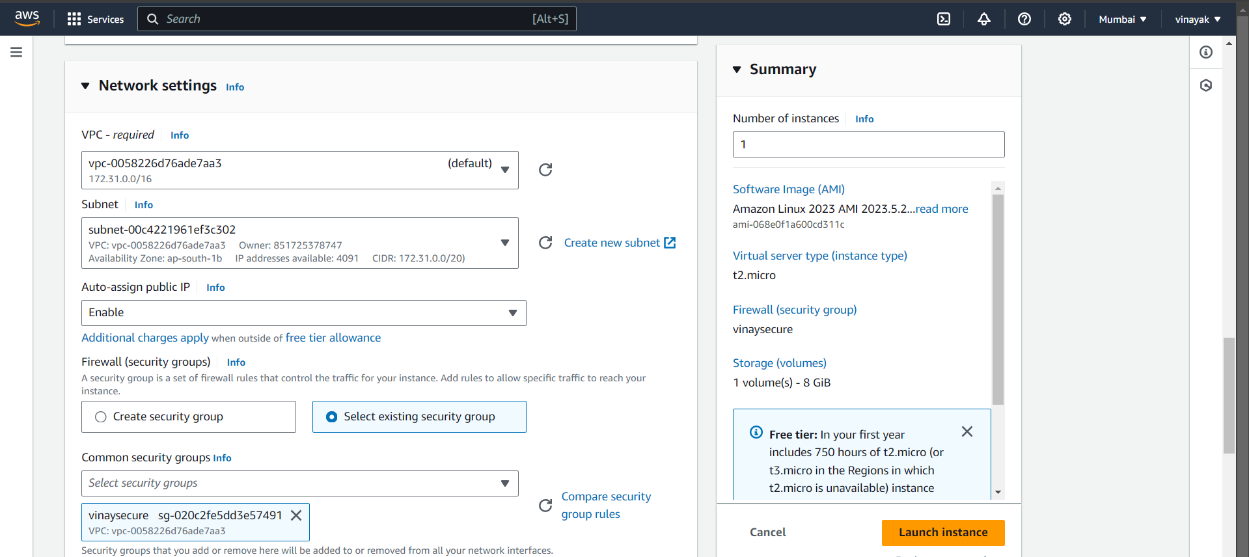 aws
Services
Search
[Alt+S]
Mumbai
vinayak
Network settings Info
VPC - required Info
vpc-0058226d76ade7aa3 (default)
172.31.0.0/16
Subnet Info
subnet-00c4221961ef3c302
VPC: vpc-0058226d76ade7aa3 Owner: 851725378747
Availability Zone: ap-south-1b IP addresses available: 4091 CIDR: 172.31.0.0/20)
Create new subnet
Auto-assign public IP Info
Enable
Additional charges apply when outside of free tier allowance
Firewall (security groups) Info
A security group is a set of firewall rules that control the traffic for your instance. Add rules to allow specific traffic to reach your
instance.
Create security group
Select existing security group
Common security groups Info
Select security groups
vinaysecure sg-020c2fe5dd3e57491
VPC: vpc-0058226d76ade7aa3
Compare security
group rules
Security groups that you add or remove here will be added to or removed from all your network interfaces.
Summary
Number of instances Info
1
Software Image (AMI)
Amazon Linux 2023 AMI 2023.5.2...read more
ami-068e0f1a600cd311c
Virtual server type (instance type)
t2.micro
Firewall (security group)
vinaysecure
Storage (volumes)
1 volume(s) - 8 GiB
Free tier: In your first year
includes 750 hours of t2.micro (or
t3.micro in the Regions in which
t2.micro is unavailable) instance
Cancel
Launch instance